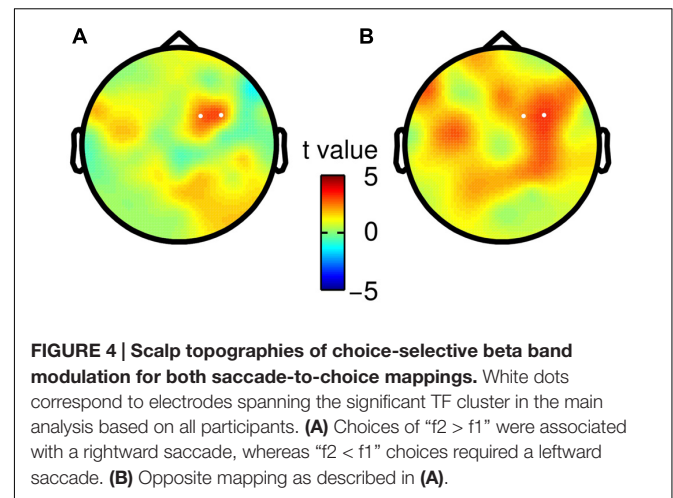 A
B
t value
5
0
−5
FIGURE 4 | Scalp topographies of choice-selective beta band
modulation for both saccade-to-choice mappings. White dots
correspond to electrodes spanning the significant TF cluster in the main
analysis based on all participants. (A) Choices of “f2 > f1” were associated
with a rightward saccade, whereas “f2 < f1” choices required a leftward
saccade. (B) Opposite mapping as described in (A).